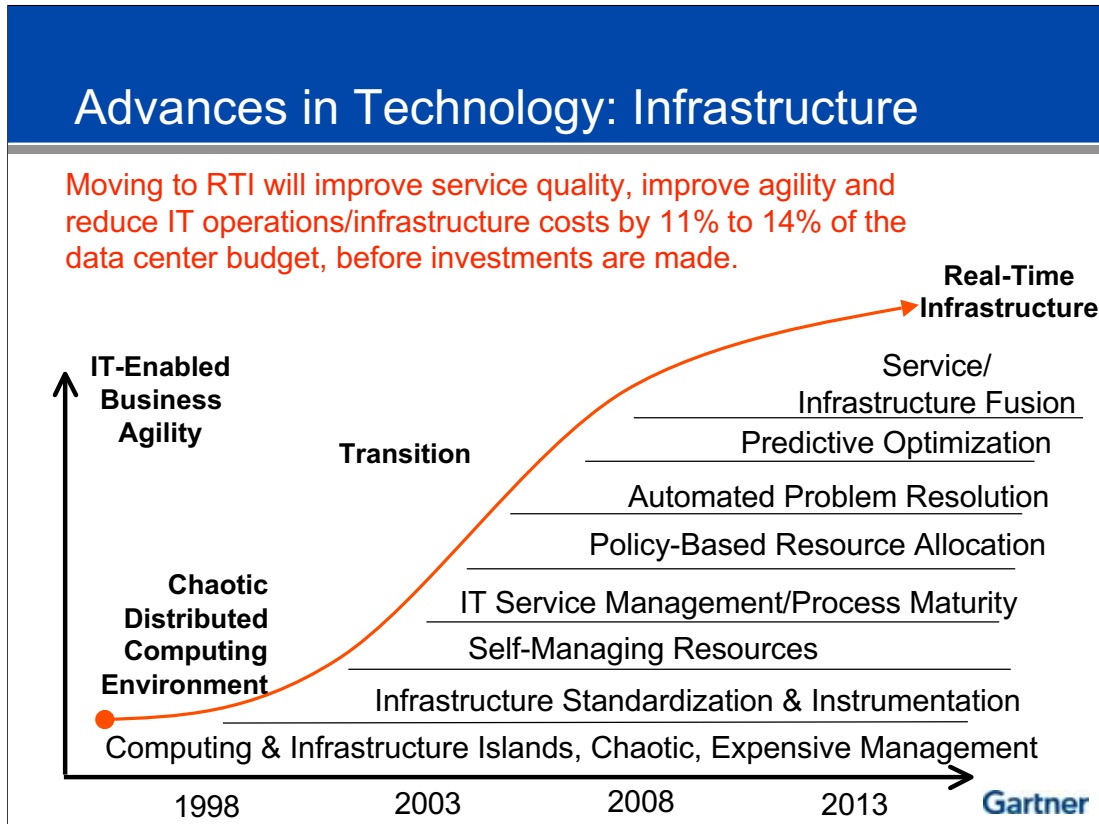 Advances in Technology: Infrastructure
Moving to RTI will improve service quality, improve agility and
reduce IT operations/infrastructure costs by 11% to 14% of the
data center budget, before investments are made.
Real-Time
Infrastructure
IT-Enabled
Business
Agility
Service/
Infrastructure Fusion
Transition
Predictive Optimization
Automated Problem Resolution
Policy-Based Resource Allocation
Chaotic
Distributed
Computing
Environment
IT Service Management/Process Maturity
Self-Managing Resources
Infrastructure Standardization & Instrumentation
Computing & Infrastructure Islands, Chaotic, Expensive Management
1998 2003 2008 2013
Gartner